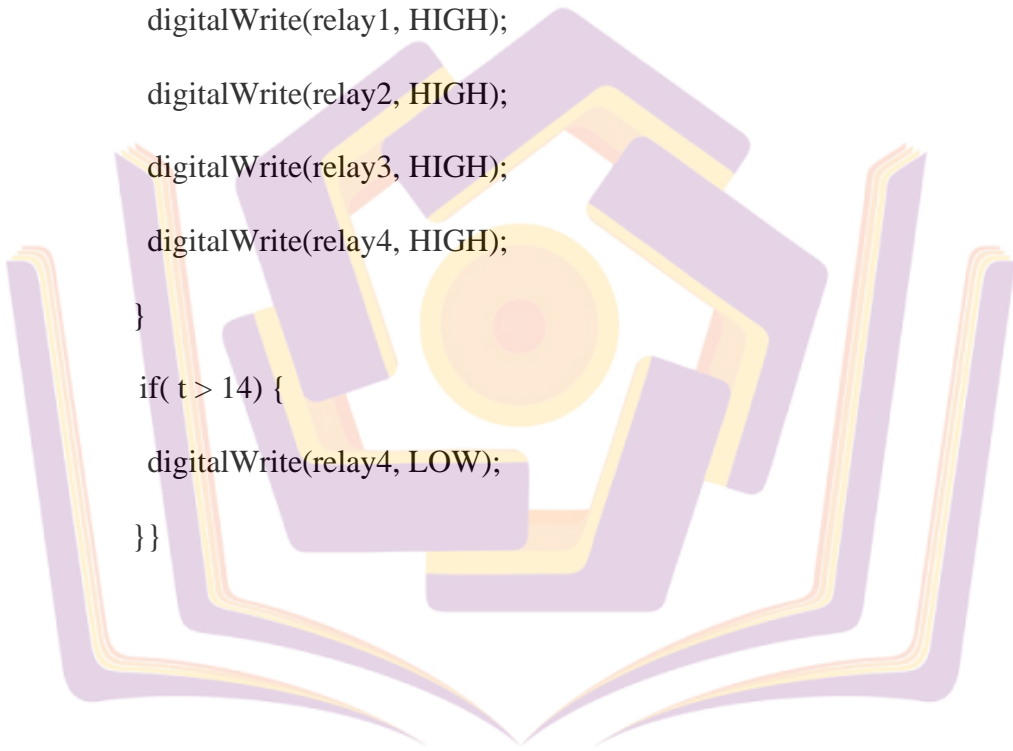 digitalWrite(relay1, HIGH);
digitalWrite(relay2, HIGH);
digitalWrite(relay3, HIGH);
digitalWrite(relay4, HIGH);
}
if( t > 14) {
digitalWrite(relay4, LOW);
}}